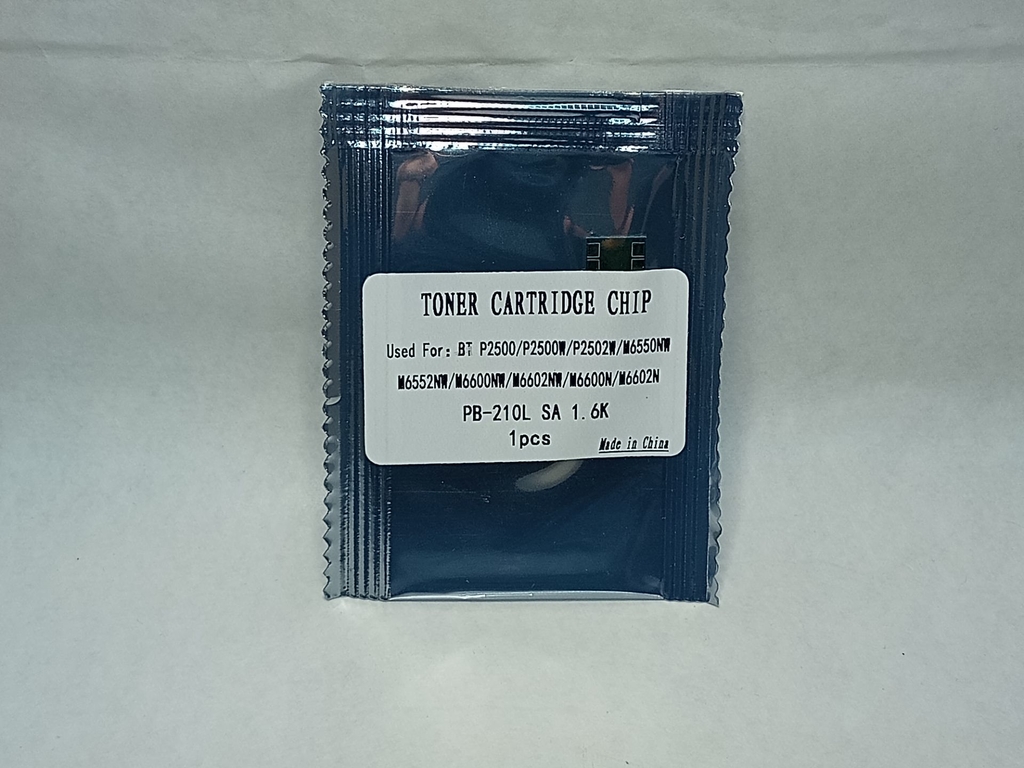 TONER CARTRIDGE CHIP
Used For: BT P2500/P2500W/P2502W/M6550NW
M6552NW/M6600NW/M6602NW/M6600N/M6602N
PB-210L SA 1.6K
1pcs
Made in China